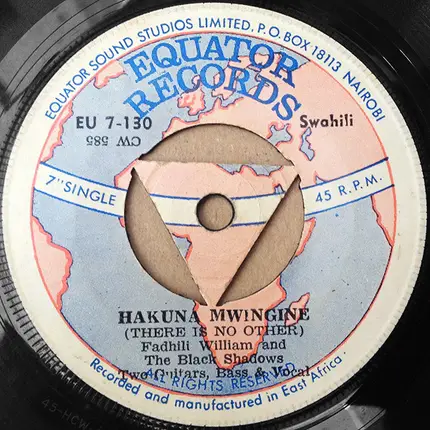 EQUATOR SOUND STUDIOS LIMITED, P.O. BOX 18113 NAIROBI
EQUATOR
RECORDS
EU 7-130
Swahili
CW 585
7" SINGLE
45 R.P.M.
HAKUNA MWINGINE
(THERE IS NO OTHER)
Fadhili William and
The Black Shadows
Two Guitars, Bass & Vocal
ALL RIGHTS RESERVED
Recorded and manufactured in East Africa.